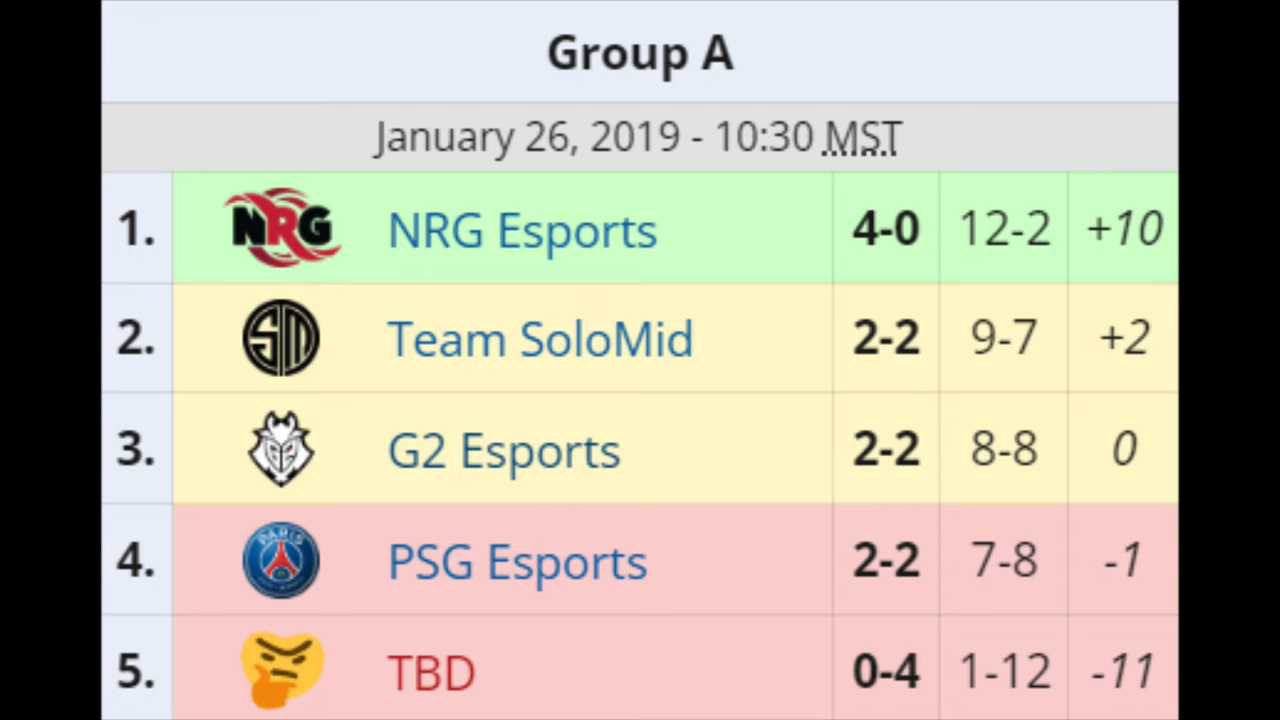 Group A
January 26, 2019 - 10:30 MST
1. NRG NRG Esports 4-0 12-2 +10
2. SM Team SoloMid 2-2 9-7 +2
3. G2 Esports 2-2 8-8 0
4. PARIS PSG Esports 2-2 7-8 -1
5. TBD 0-4 1-12 -11